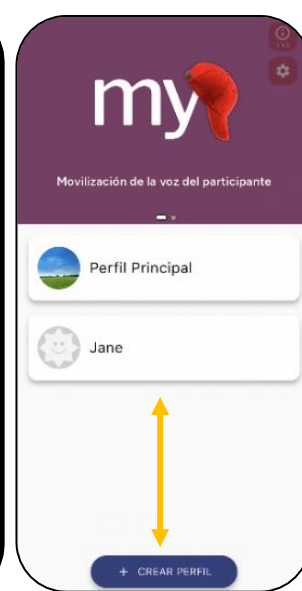 my
Movilización de la voz del participante
Perfil Principal
Jane
+ CREAR PERFIL